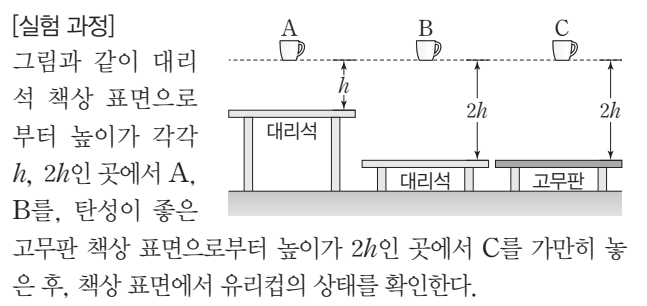 [실험 과정]
그림과 같이 대리
석 책상 표면으로
부터 높이가 각각
h, 2h인 곳에서 A,
B를, 탄성이 좋은
고무판 책상 표면으로부터 높이가 2h인 곳에서 C를 가만히 놓
은 후, 책상 표면에서 유리컵의 상태를 확인한다.
A B C
h
2h 2h
대리석
대리석 고무판